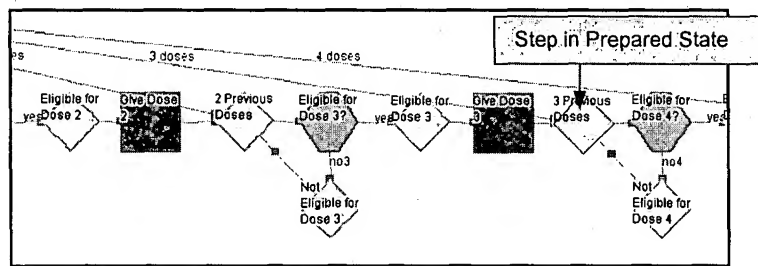 Step in Prepared State
es
3 doses
4 doses
yes
Eligible for
Dose 2
Give Dose
2
2 Previous
Doses
Eligible for
Dose 3?
yes
Eligible for
Dose 3
Give Dose
3
3 Previous
Doses
Eligible for
Dose 4?
yes
no3
no4
Not
Eligible for
Dose 3
Not
Eligible for
Dose 4